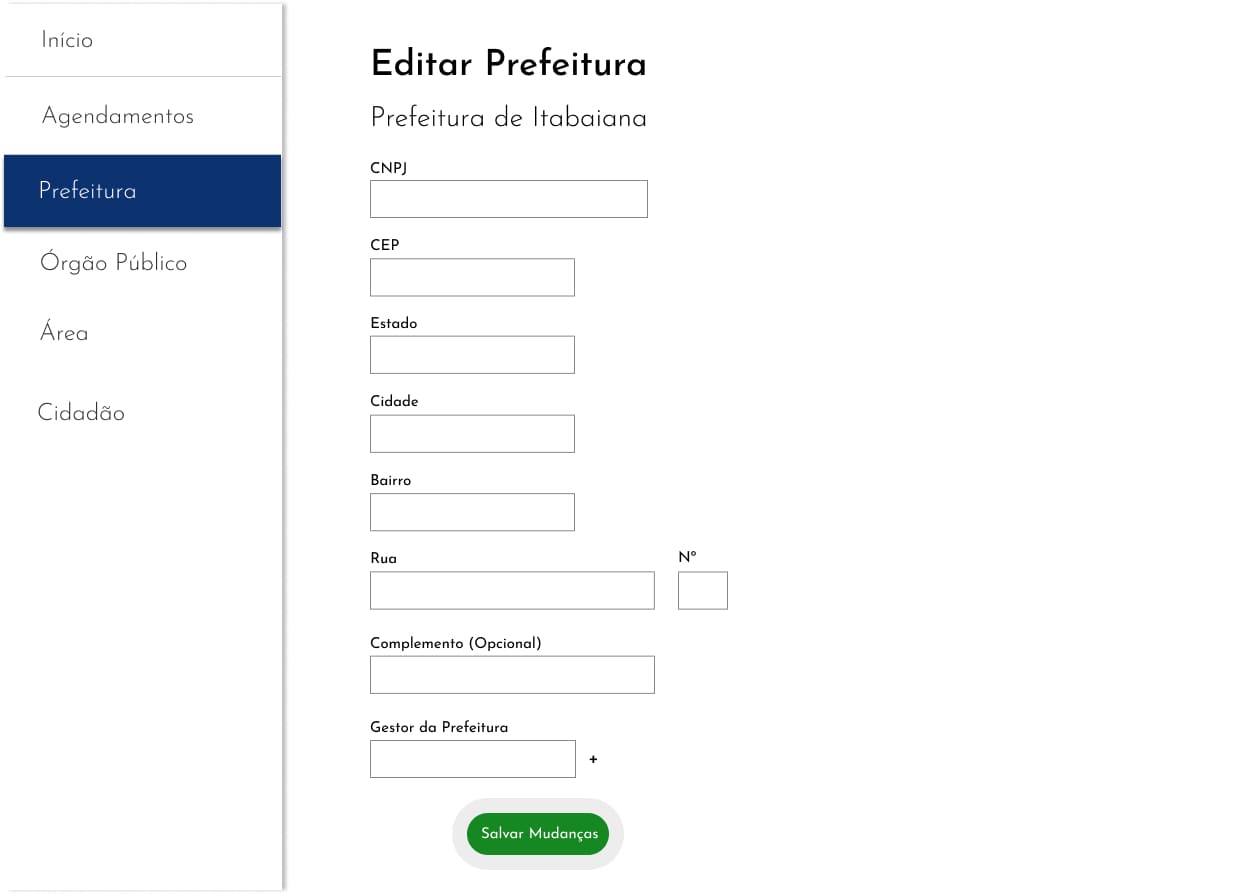 Início
Agendamentos
Prefeitura
Órgão Público
Área
Cidadão
Editar Prefeitura
Prefeitura de Itabaiana
CNPJ
CEP
Estado
Cidade
Bairro
Rua
Nº
Complemento (Opcional)
Gestor da Prefeitura
+
Salvar Mudanças